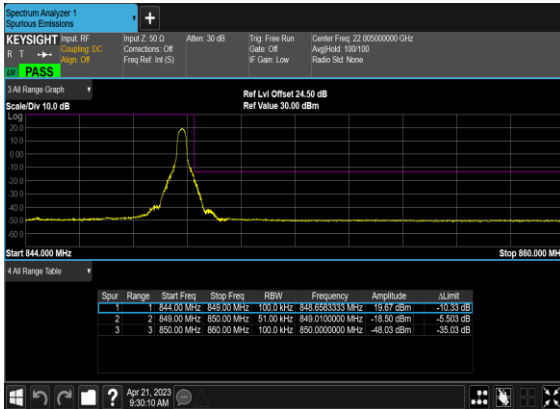 Spectrum Analyzer 1
Spurious Emissions
KEYSIGHT Input: RF Input Z: 50 Ω Atten: 30 dB Trig: Free Run Center Freq: 22.005000000 GHz
R T Coupling: DC Corrections: Off Gate: Off Avg|Hold: 100/100
Align: Off Freq Ref: Int (S) IF Gain: Low Radio Std: None
PASS
3 All Range Graph
Ref Lvl Offset 24.50 dB
Scale/Div 10.0 dB Ref Value 30.00 dBm
Log
20.0
10.0
0.00
-10.0
-20.0
-30.0
-40.0
-50.0
-60.0
Start 844.000 MHz Stop 860.000 MH
4 All Range Table
Spur Range Start Freq Stop Freq RBW Frequency Amplitude ΔLimit
1 1 844.00 MHz 849.00 MHz 100.0 kHz 848.6583333 MHz 19.67 dBm -10.33 dB
2 2 849.00 MHz 850.00 MHz 51.00 kHz 849.0100000 MHz -18.50 dBm -5.503 dB
3 3 850.00 MHz 860.00 MHz 100.0 kHz 850.0000000 MHz -48.03 dBm -35.03 dB
? Apr 21, 2023
9:30:10 AM